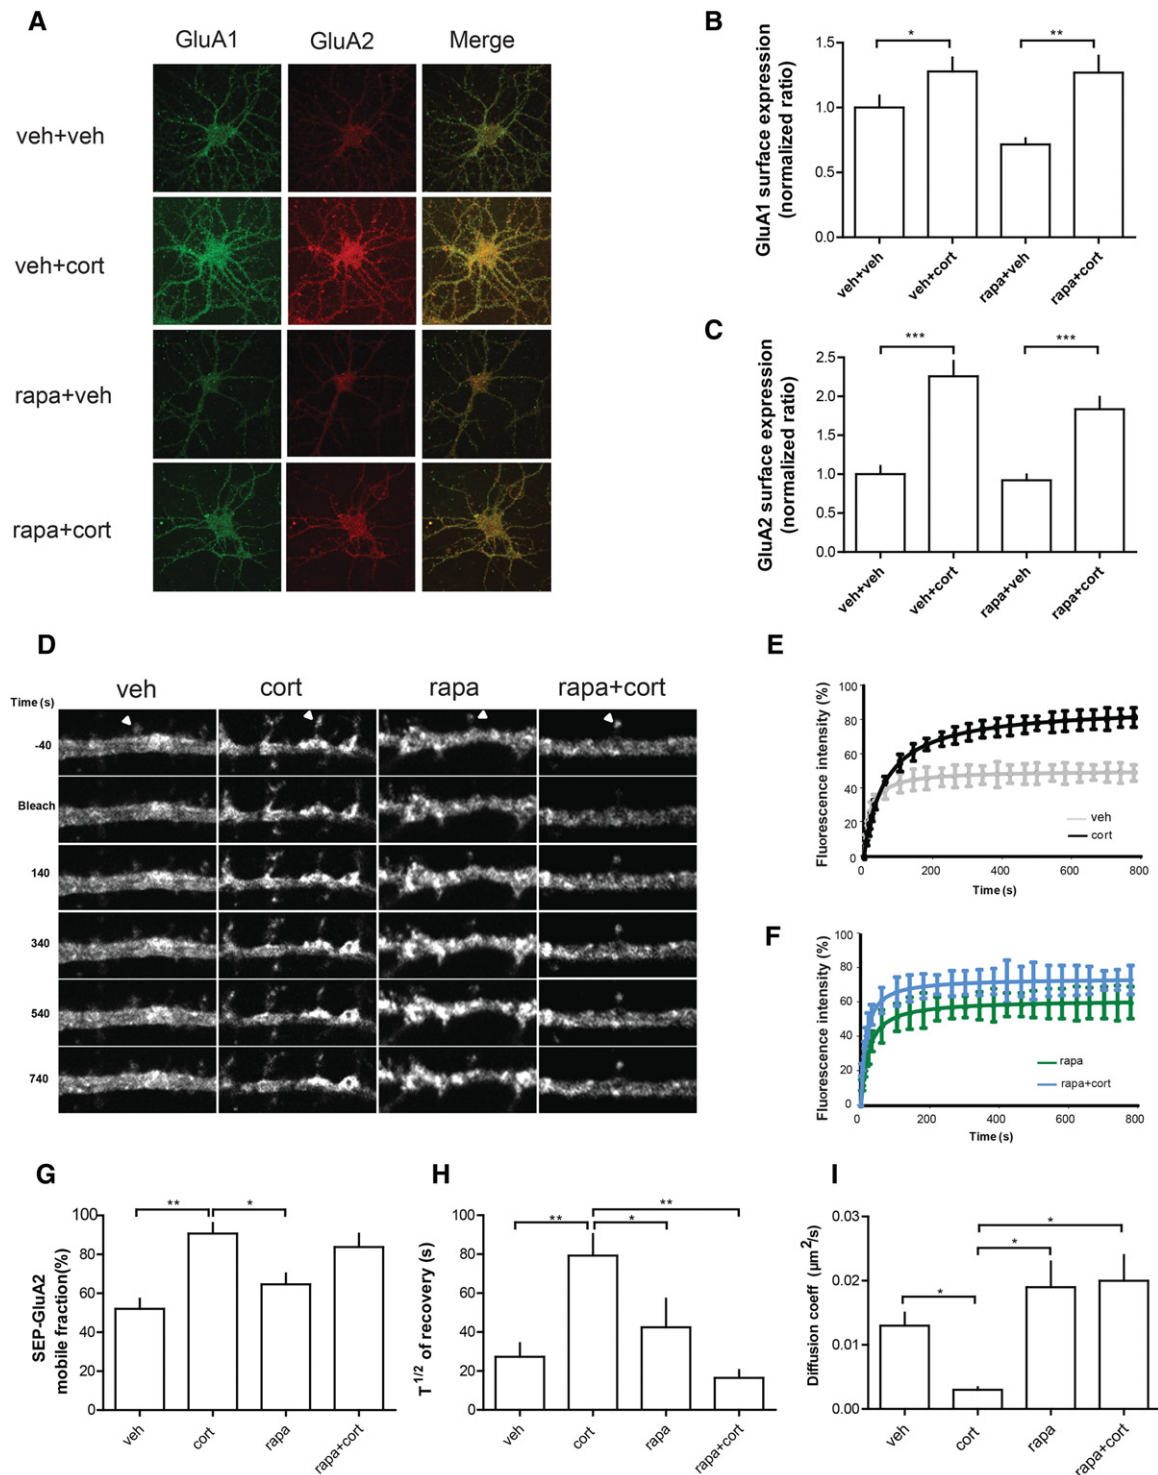 A
GluA1 GluA2 Merge
veh+veh
veh+cort
rapa+veh
rapa+cort
B
GluA1 surface expression
(normalized ratio)
1.5
1.0
0.5
0.0
* **
veh+veh veh+cort rapa+veh rapa+cort
C
GluA2 surface expression
(normalized ratio)
2.5
2.0
1.5
1.0
0.5
0.0
*** ***
veh+veh veh+cort rapa+veh rapa+cort
D
veh cort rapa rapa+cort
Time (s)
-40
Bleach
140
340
540
740
E
Fluorescence intensity (%)
100
80
60
40
20
0
0 200 400 600 800
Time (s)
veh
cort
F
Fluorescence intensity (%)
100
80
60
40
20
0
0 200 400 600 800
Time (s)
rapa
rapa+cort
G
SEP-GluA2
mobile fraction(%)
100
80
60
40
20
0
** *
veh cort rapa rapa+cort
H
T1/2 of recovery (s)
100
80
60
40
20
0
**
** *
veh cort rapa rapa+cort
I
Diffusion coeff (µm2/s)
0.03
0.02
0.01
0.00
*
*
*
veh cort rapa rapa+cort